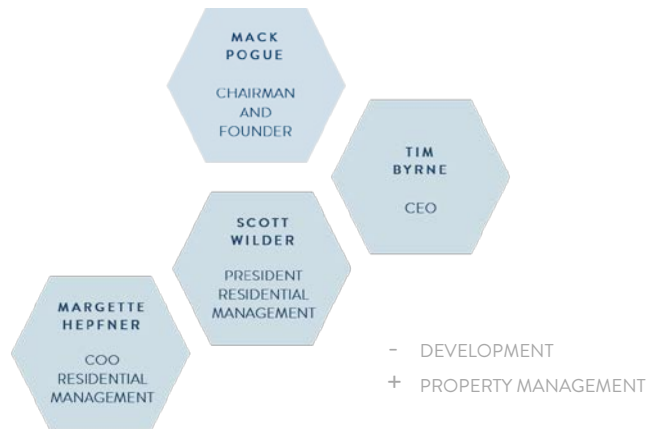 MACK
POGUE
CHAIRMAN
AND
FOUNDER
TIM
BYRNE
CEO
SCOTT
WILDER
PRESIDENT
RESIDENTIAL
MANAGEMENT
MARGETTE
HEPFNER
COO
RESIDENTIAL
MANAGEMENT
- DEVELOPMENT
+ PROPERTY MANAGEMENT